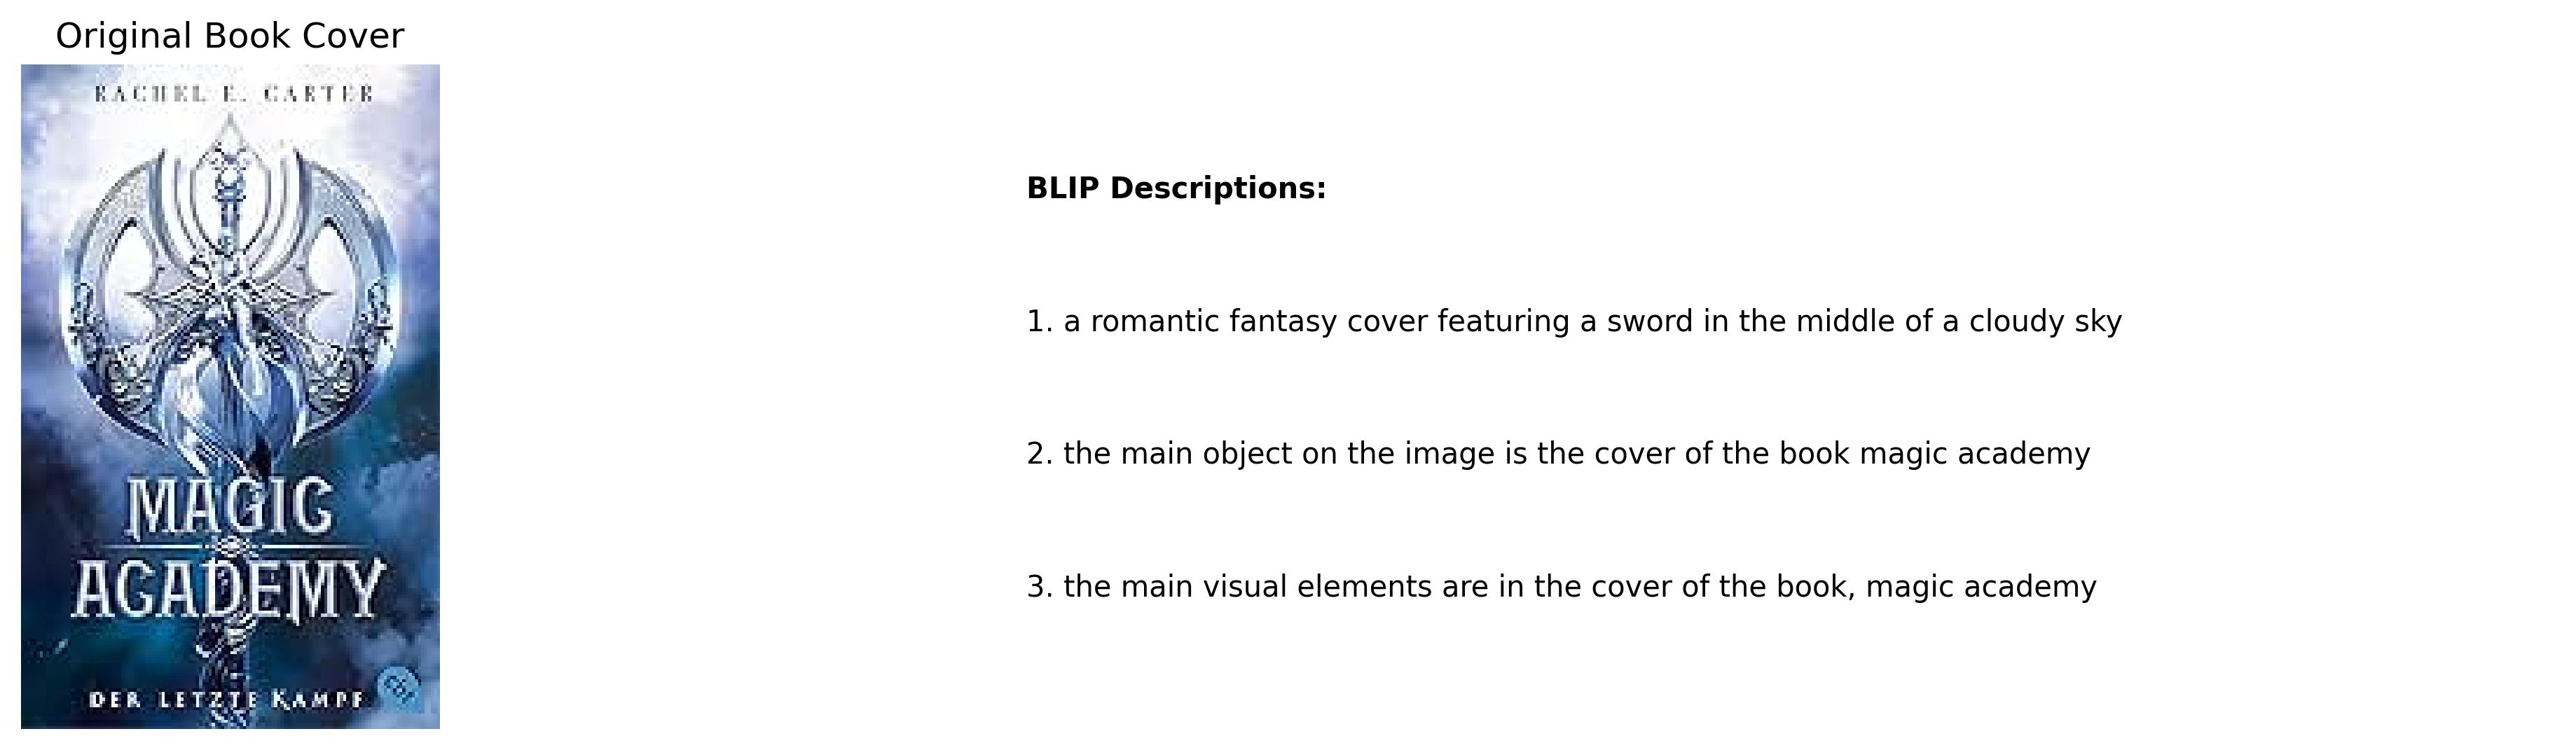 Original Book Cover
RACHEL E. CARTER
MAGIC
ACADEMY
DER LETZTE KAMPF
BLIP Descriptions:
1. a romantic fantasy cover featuring a sword in the middle of a cloudy sky
2. the main object on the image is the cover of the book magic academy
3. the main visual elements are in the cover of the book, magic academy